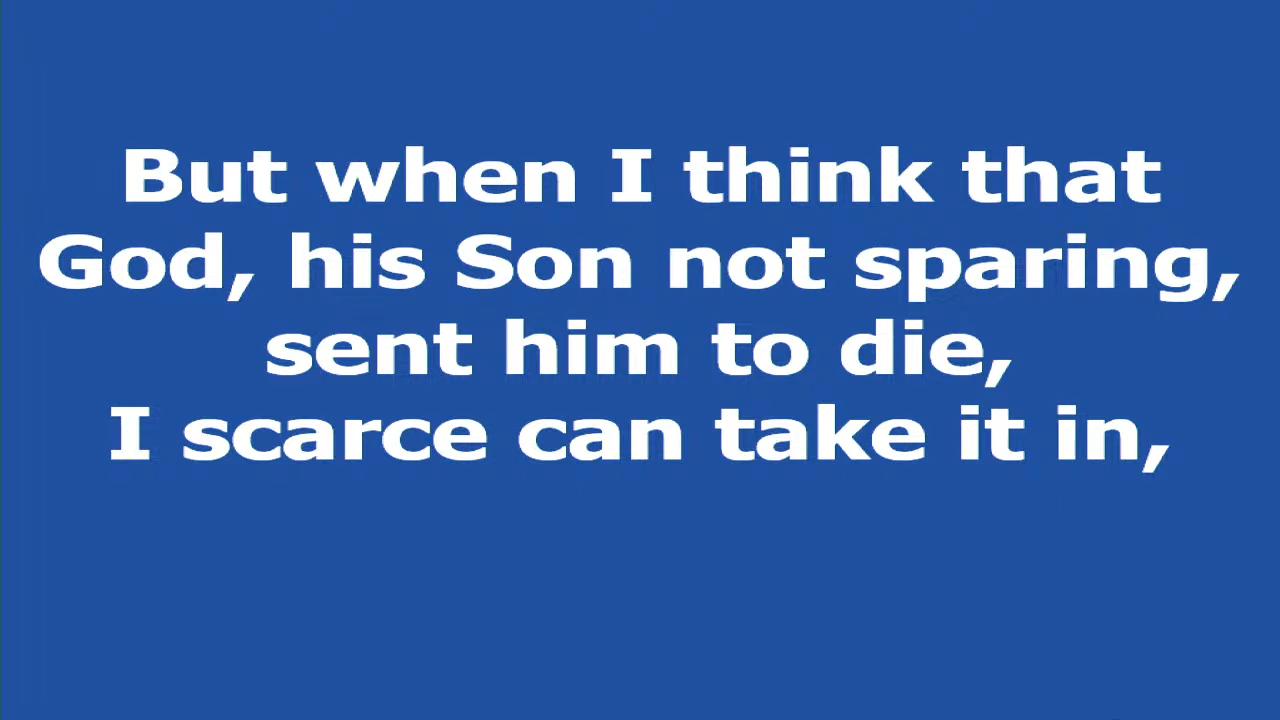 But when I think that
God, his Son not sparing,
sent him to die,
I scarce can take it in,